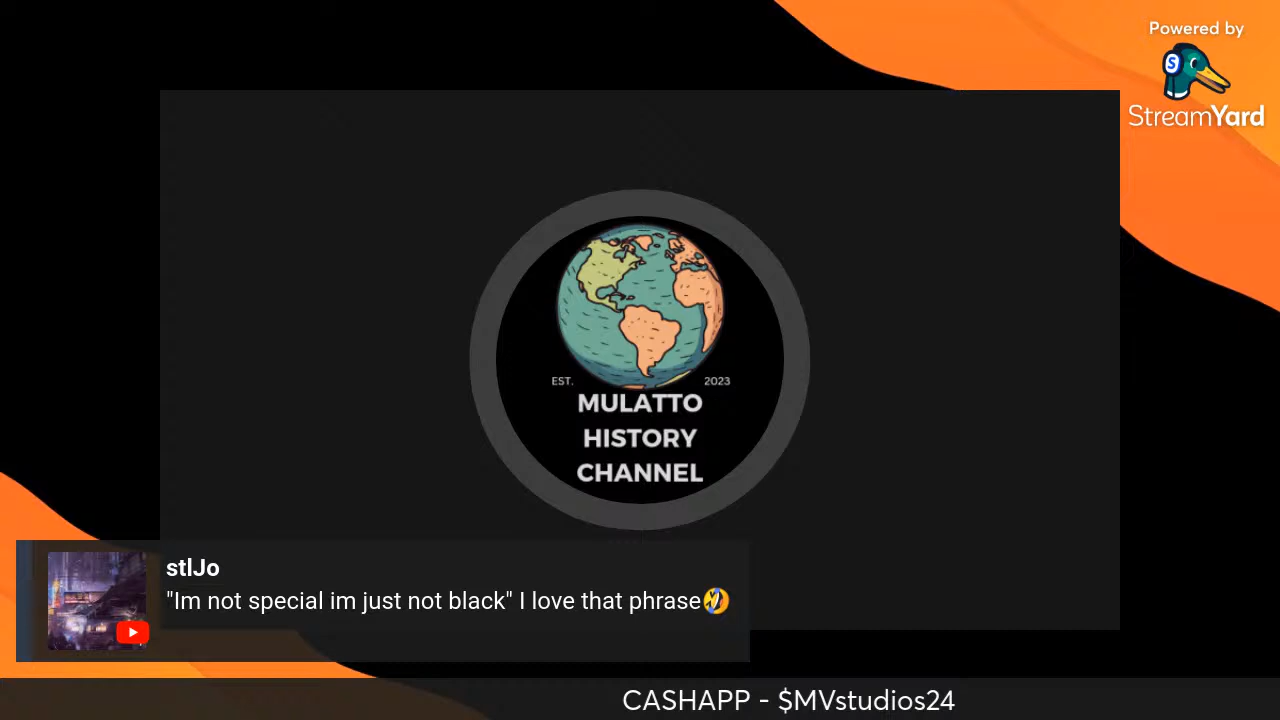 Powered by
S
StreamYard
EST. 2023
MULATTO
HISTORY
CHANNEL
stlJo
"Im not special im just not black" I love that phrase🤣
CASHAPP - $MVstudios24